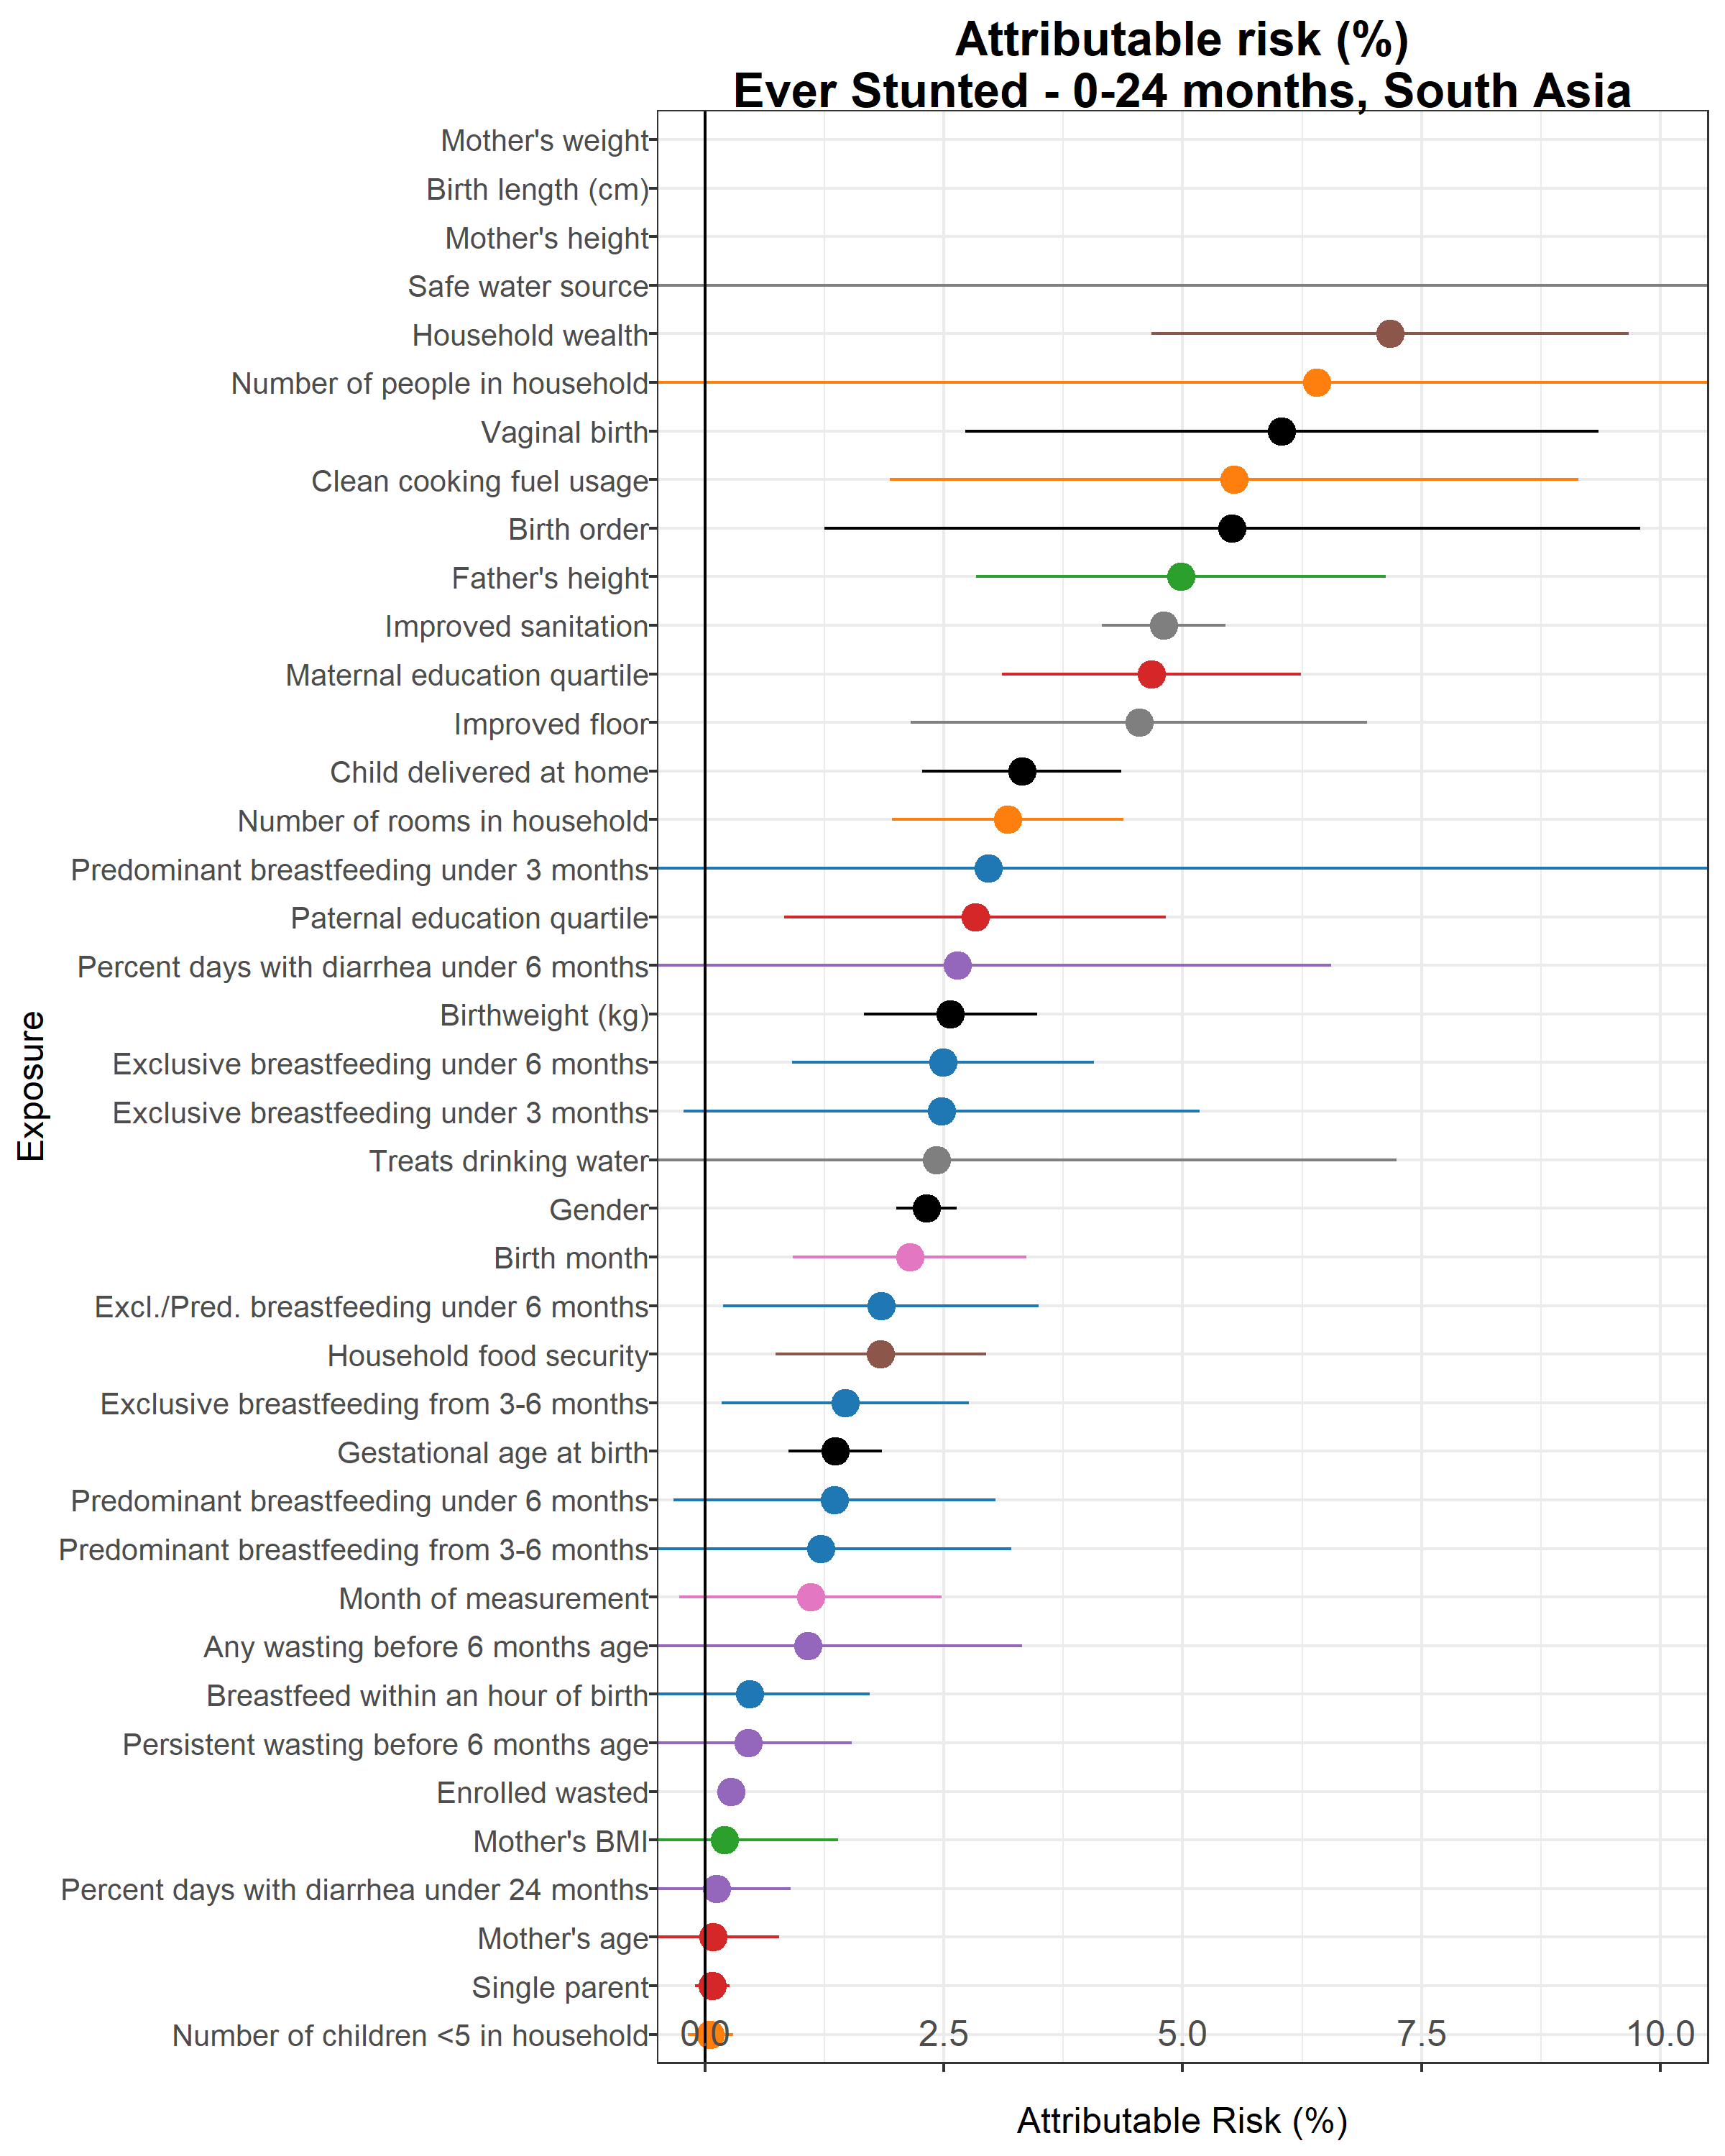 Attributable risk (%)
Ever Stunted - 0-24 months, South Asia
Mother's weight
Birth length (cm)
Mother's height
Safe water source
Household wealth
Number of people in household
Vaginal birth
Clean cooking fuel usage
Birth order
Father's height
Improved sanitation
Maternal education quartile
Improved floor
Child delivered at home
Number of rooms in household
Predominant breastfeeding under 3 months
Paternal education quartile
Percent days with diarrhea under 6 months
Birthweight (kg)
Exclusive breastfeeding under 6 months
Exclusive breastfeeding under 3 months
Treats drinking water
Gender
Birth month
Excl./Pred. breastfeeding under 6 months
Household food security
Exclusive breastfeeding from 3-6 months
Gestational age at birth
Predominant breastfeeding under 6 months
Predominant breastfeeding from 3-6 months
Month of measurement
Any wasting before 6 months age
Breastfeed within an hour of birth
Persistent wasting before 6 months age
Enrolled wasted
Mother's BMI
Percent days with diarrhea under 24 months
Mother's age
Single parent
Number of children <5 in household
Exposure
0.0 2.5 5.0 7.5 10.0
Attributable Risk (%)